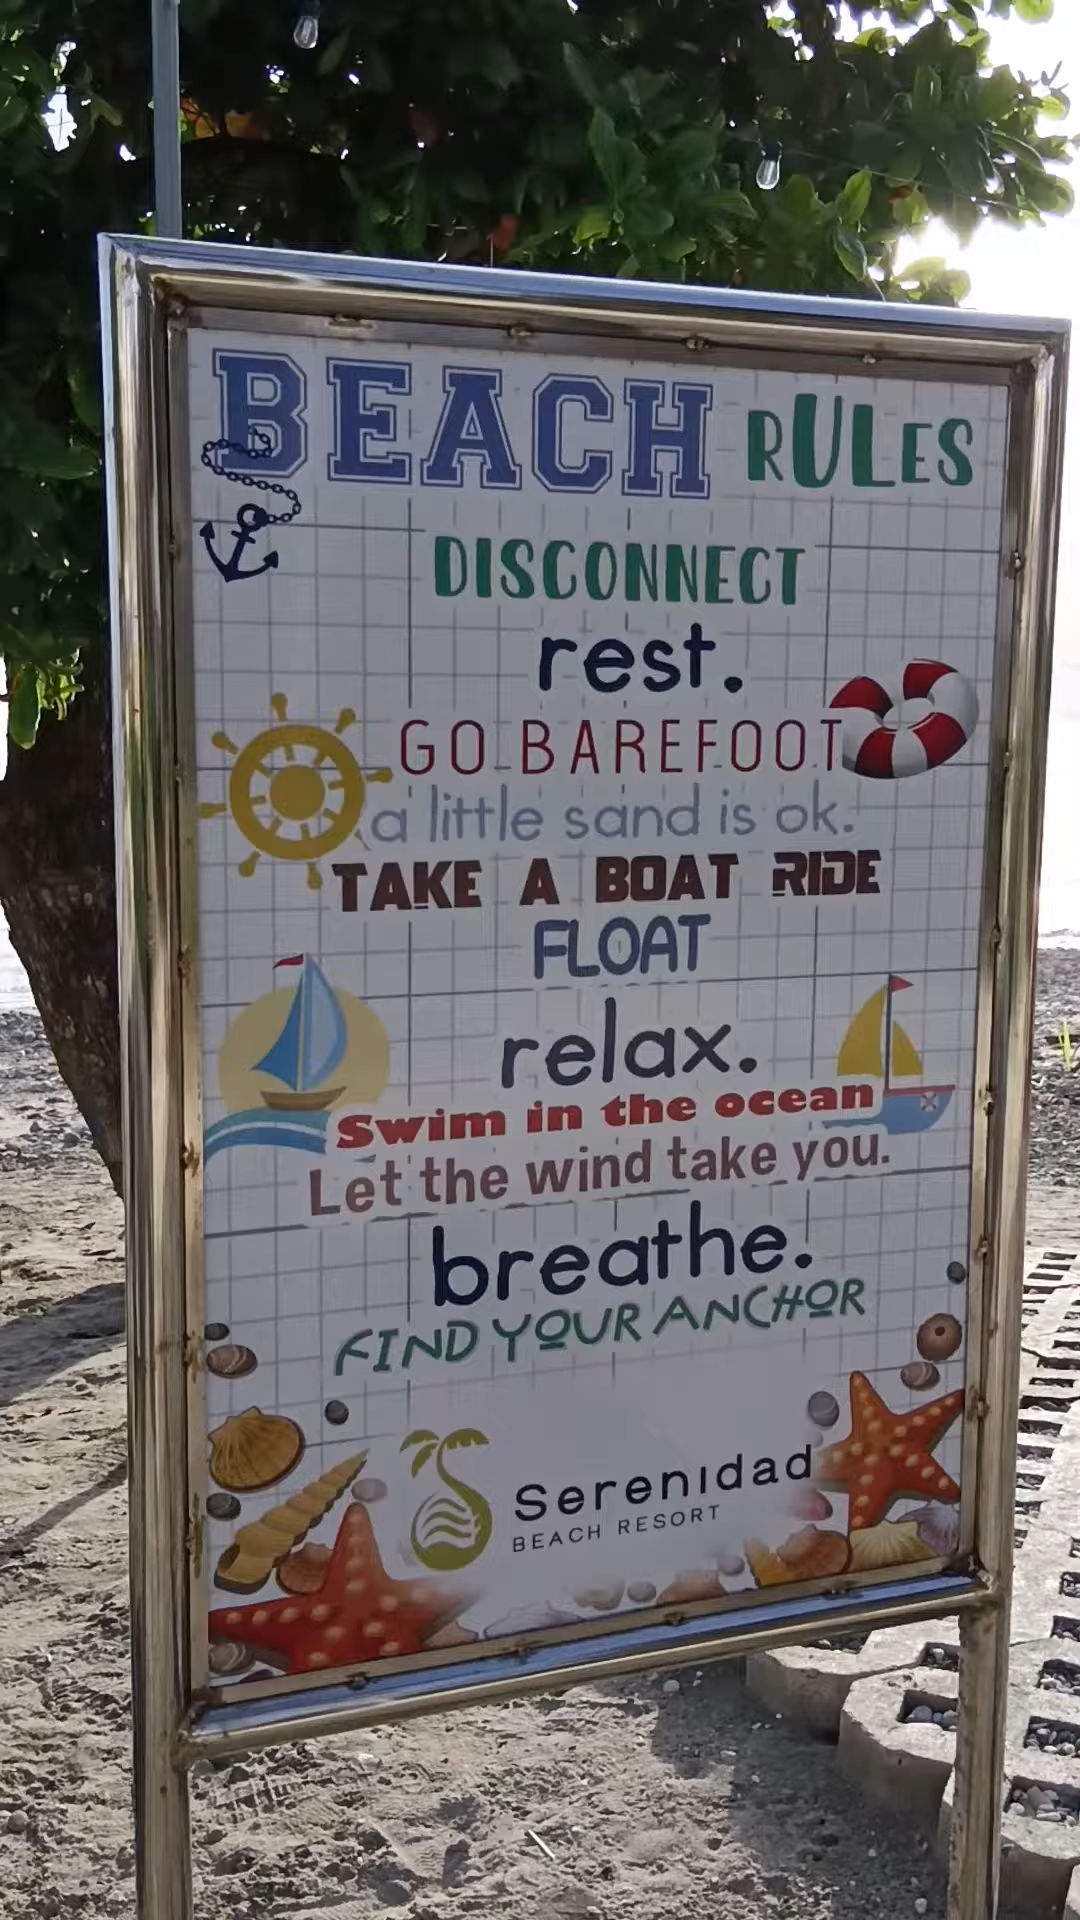 BEACH RULES
DISCONNECT
rest.
GO BAREFOOT
a little sand is ok.
TAKE A BOAT RIDE
FLOAT
relax.
Swim in the ocean
Let the wind take you.
breathe.
FIND YOUR ANCHOR
Serenidad
BEACH RESORT